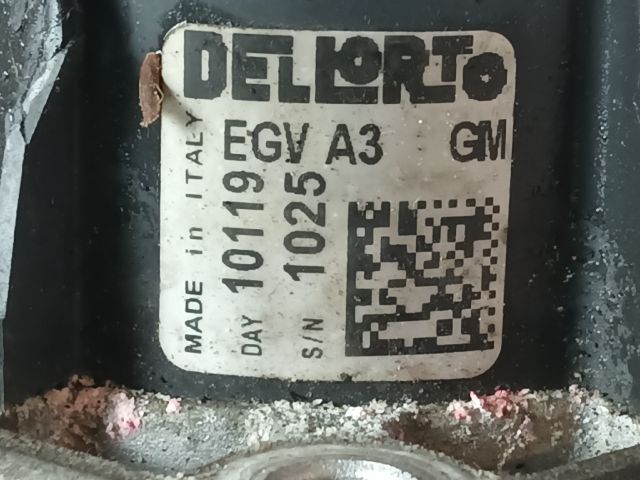 DELLORTO
EGV A3 GM
MADE in ITALY
DAY 10119
S/N 1025